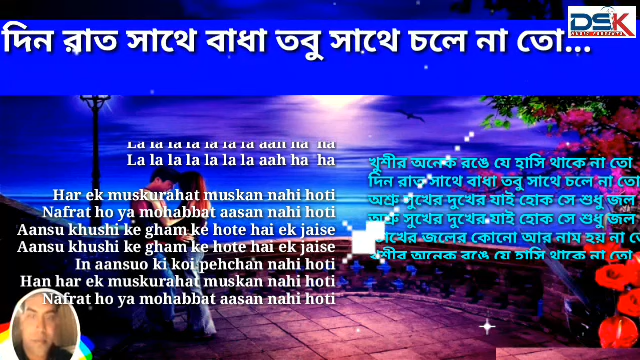 দিন রাত সাথে বাধা তবু সাথে চলে না তো...
DSK
La la la la la la la aah ha ha
La la la la la la la aah ha ha
Har ek muskurahat muskan nahi hoti
Nafrat ho ya mohabbat aasan nahi hoti
Aansu khushi ke gham ke hote hai ek jaise
Aansu khushi ke gham ke hote hai ek jaise
In aansuo ki koi pehchan nahi hoti
Han har ek muskurahat muskan nahi hoti
Nafrat ho ya mohabbat aasan nahi hoti
খুশীর অনেক রঙে যে হাসি থাকে না তো
দিন রাত সাথে বাধা তবু সাথে চলে না তো
অশ্রু সুখের দুখের যাই হোক সে শুধু জল
অশ্রু সুখের দুখের যাই হোক সে শুধু জল
চোখের জলের কোনো আর নাম হয় না
খুশীর অনেক রঙে যে হাসি থাকে না তো